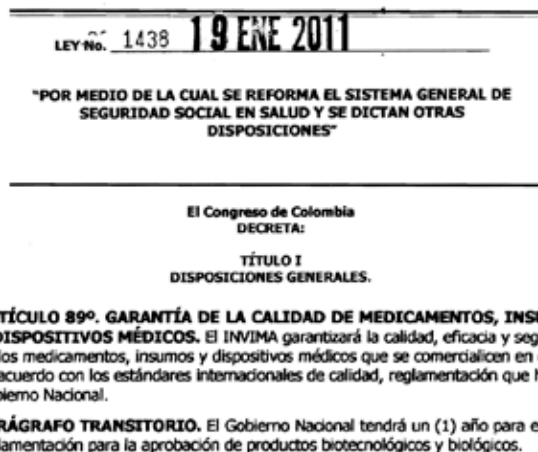 LEY No. 1438 19 ENE 2011
"POR MEDIO DE LA CUAL SE REFORMA EL SISTEMA GENERAL DE
SEGURIDAD SOCIAL EN SALUD Y SE DICTAN OTRAS
DISPOSICIONES"
El Congreso de Colombia
DECRETA:
TÍTULO I
DISPOSICIONES GENERALES.
TÍCULO 89º. GARANTÍA DE LA CALIDAD DE MEDICAMENTOS, INSU
DISPOSITIVOS MÉDICOS. El INVIMA garantizará la calidad, eficacia y seg
los medicamentos, insumos y dispositivos médicos que se comercialicen en
acuerdo con los estándares internacionales de calidad, reglamentación que
bierno Nacional.
RÁGRAFO TRANSITORIO. El Gobierno Nacional tendrá un (1) año para e
lamentación para la aprobación de productos biotecnológicos y biológicos.